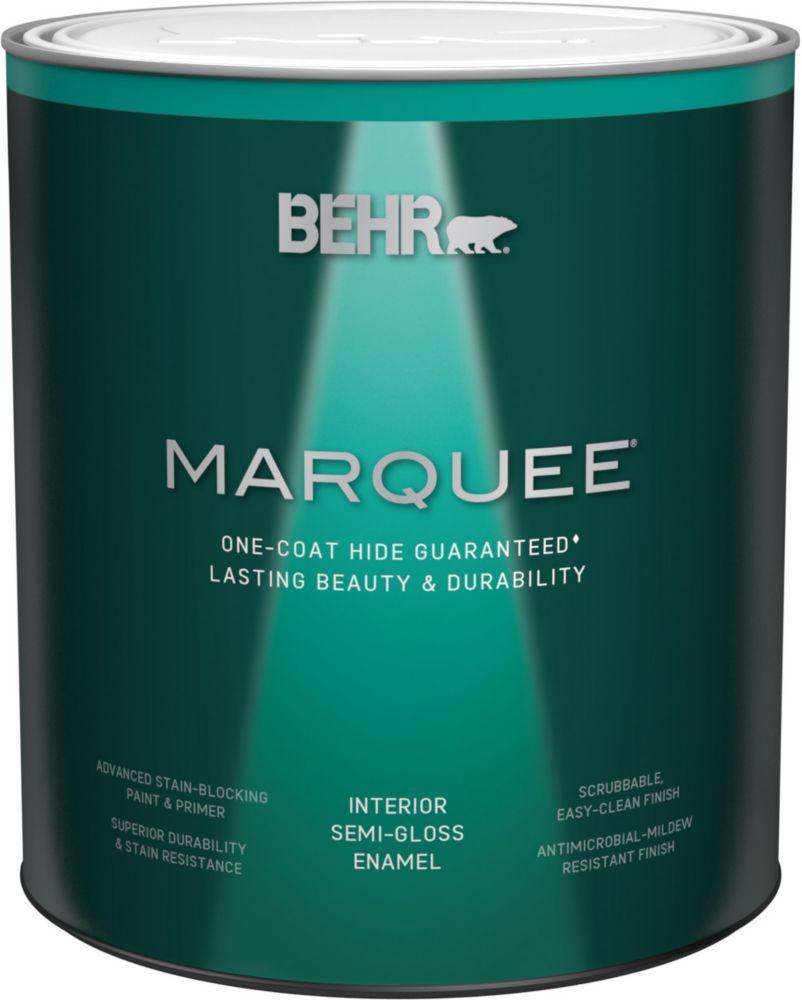 BEHR®
MARQUEE®
ONE-COAT HIDE GUARANTEED♦
LASTING BEAUTY & DURABILITY
ADVANCED STAIN-BLOCKING
PAINT & PRIMER
SUPERIOR DURABILITY
& STAIN RESISTANCE
INTERIOR
SEMI-GLOSS
ENAMEL
SCRUBBABLE,
EASY-CLEAN FINISH
ANTIMICROBIAL-MILDEW
RESISTANT FINISH